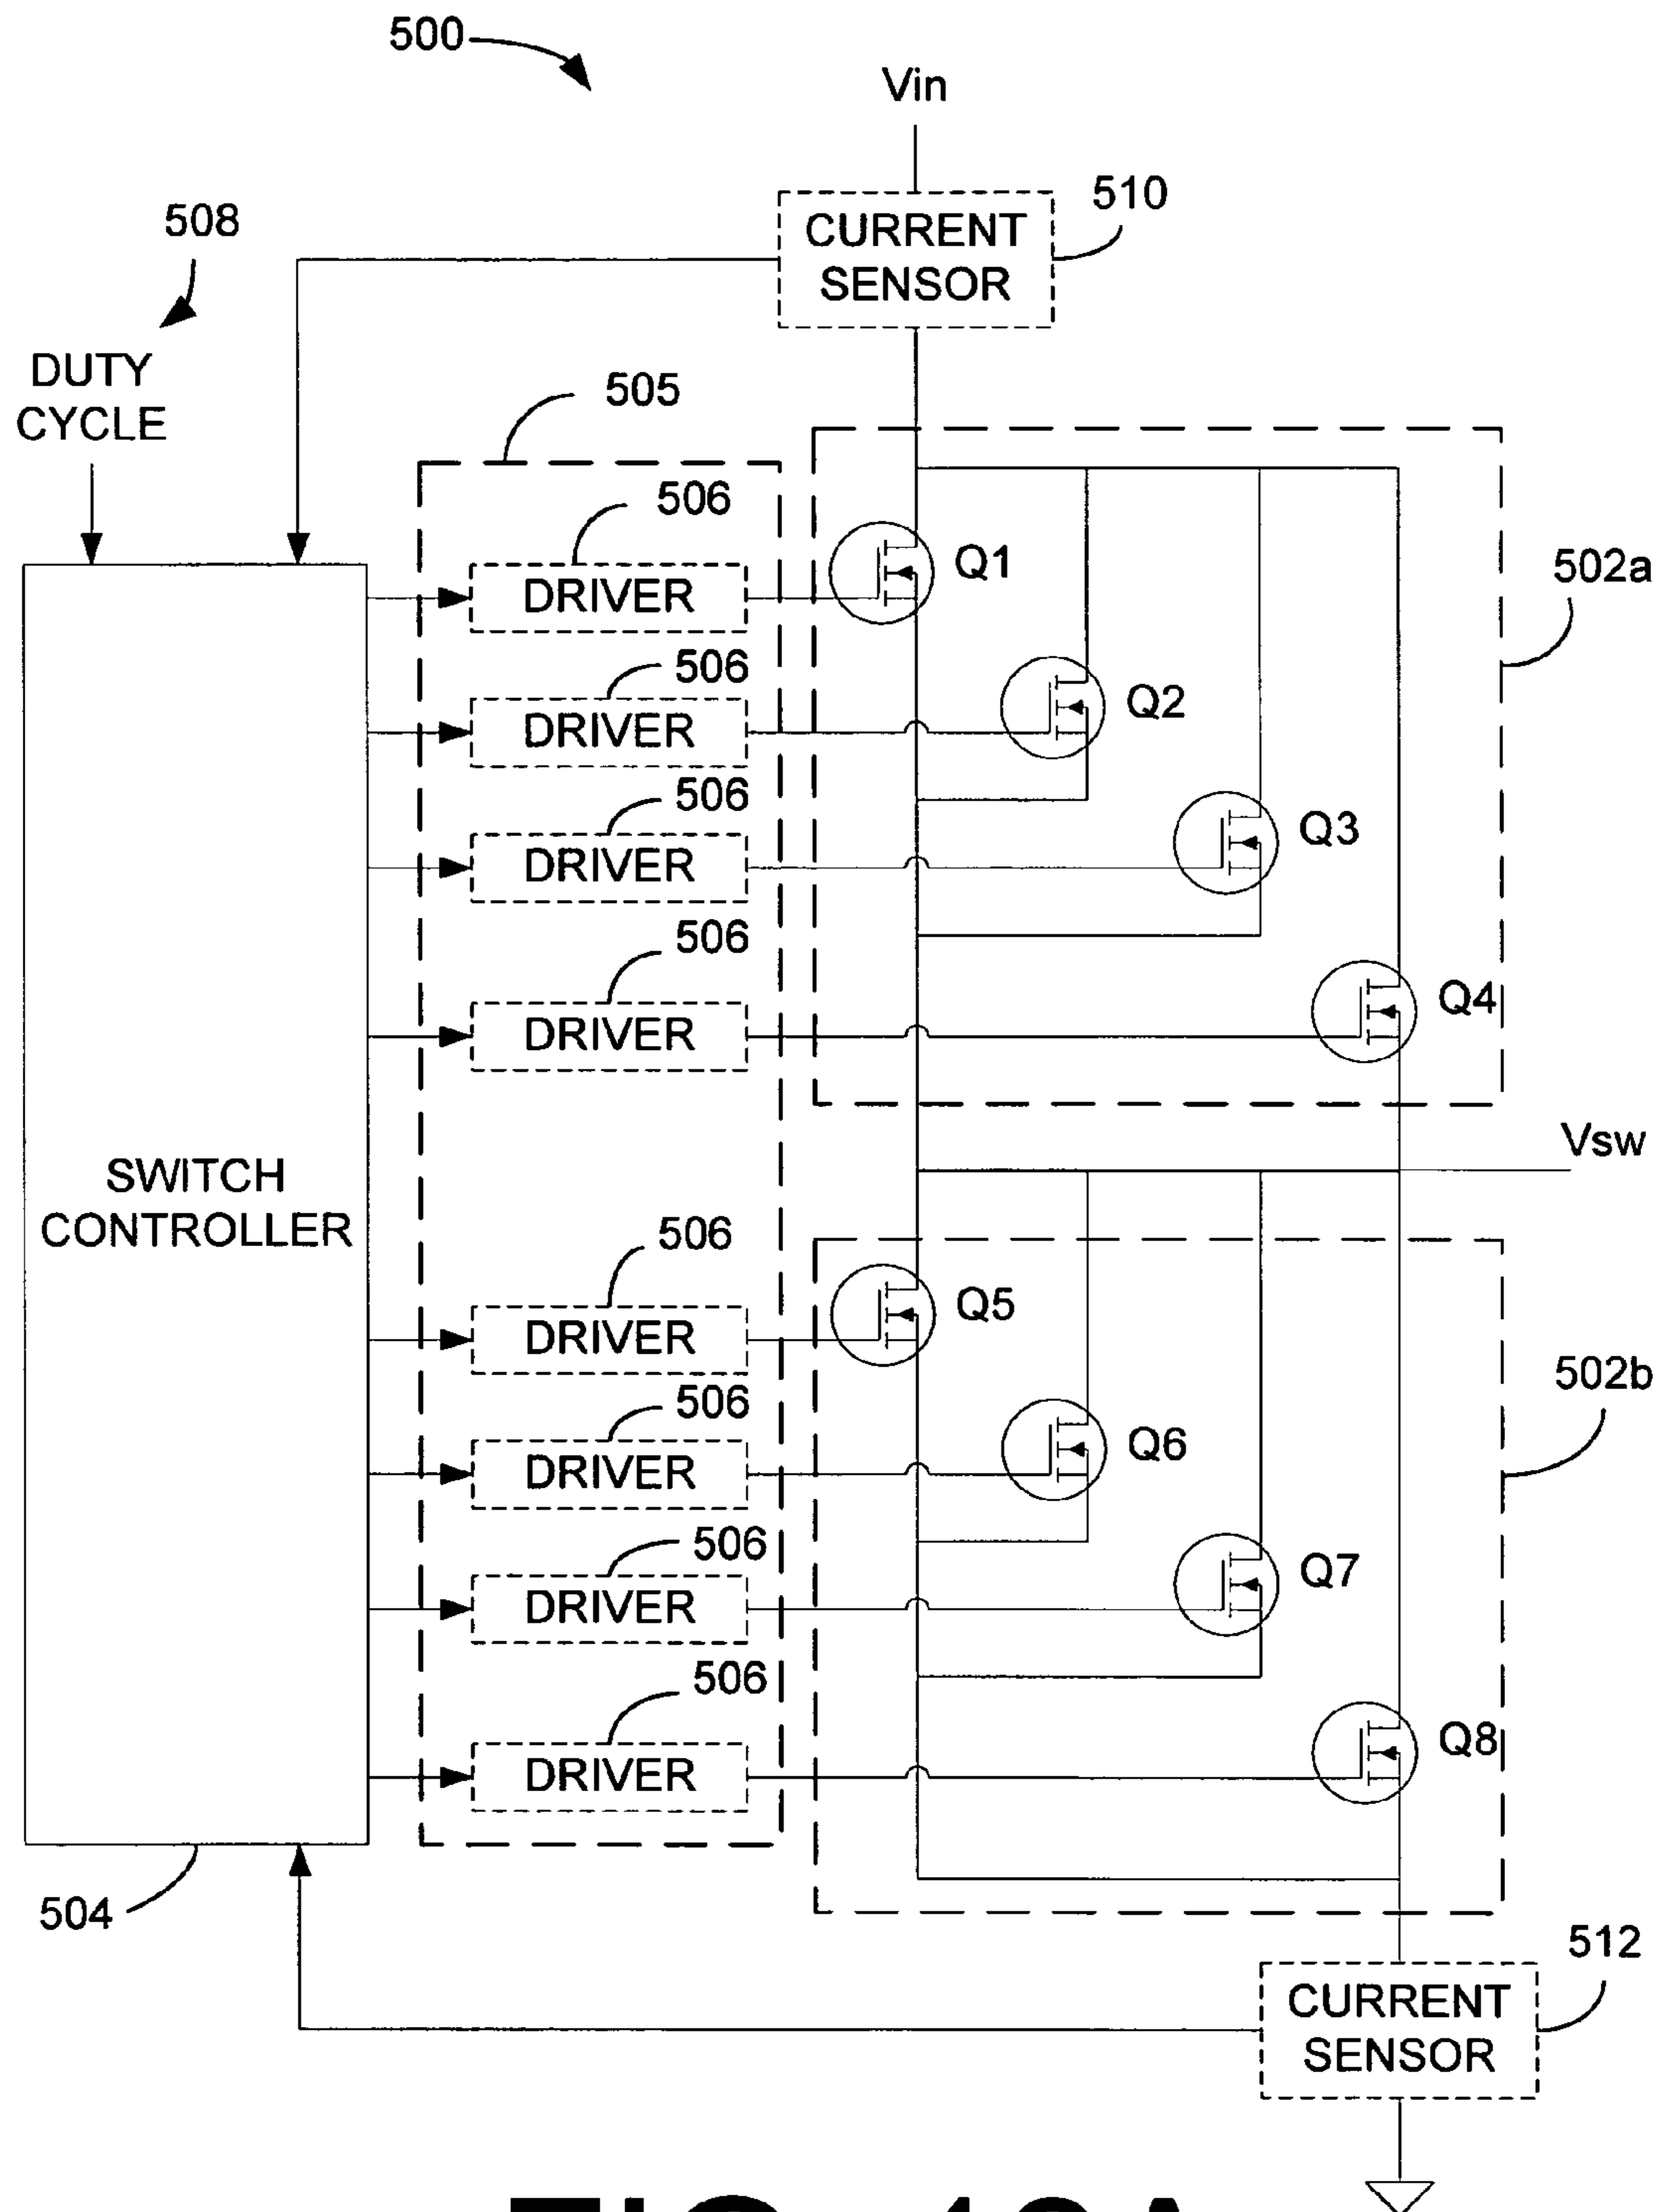 500
Vin
510
CURRENT
SENSOR
508
DUTY
CYCLE
505
506
DRIVER
Q1
502a
506
DRIVER
Q2
506
DRIVER
Q3
506
DRIVER
Q4
Vsw
SWITCH
CONTROLLER
506
DRIVER
Q5
502b
506
DRIVER
Q6
506
DRIVER
Q7
506
DRIVER
Q8
504
512
CURRENT
SENSOR